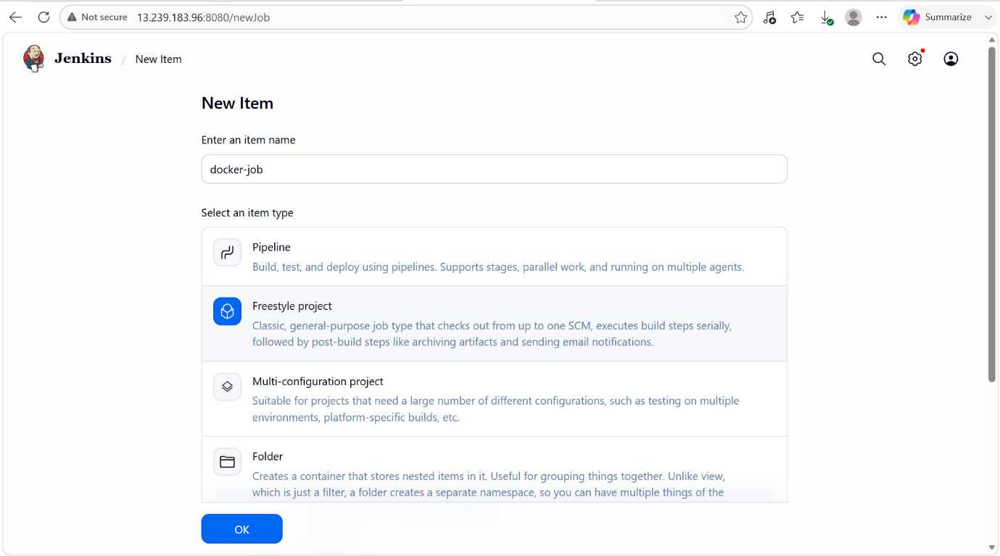 Not secure 13.239.183.96:8080/newJob Summarize
Jenkins / New Item
New Item
Enter an item name
docker-job
Select an item type
Pipeline
Build, test, and deploy using pipelines. Supports stages, parallel work, and running on multiple agents.
Freestyle project
Classic, general-purpose job type that checks out from up to one SCM, executes build steps serially,
followed by post-build steps like archiving artifacts and sending email notifications.
Multi-configuration project
Suitable for projects that need a large number of different configurations, such as testing on multiple
environments, platform-specific builds, etc.
Folder
Creates a container that stores nested items in it. Useful for grouping things together. Unlike view,
which is just a filter, a folder creates a separate namespace, so you can have multiple things of the
OK